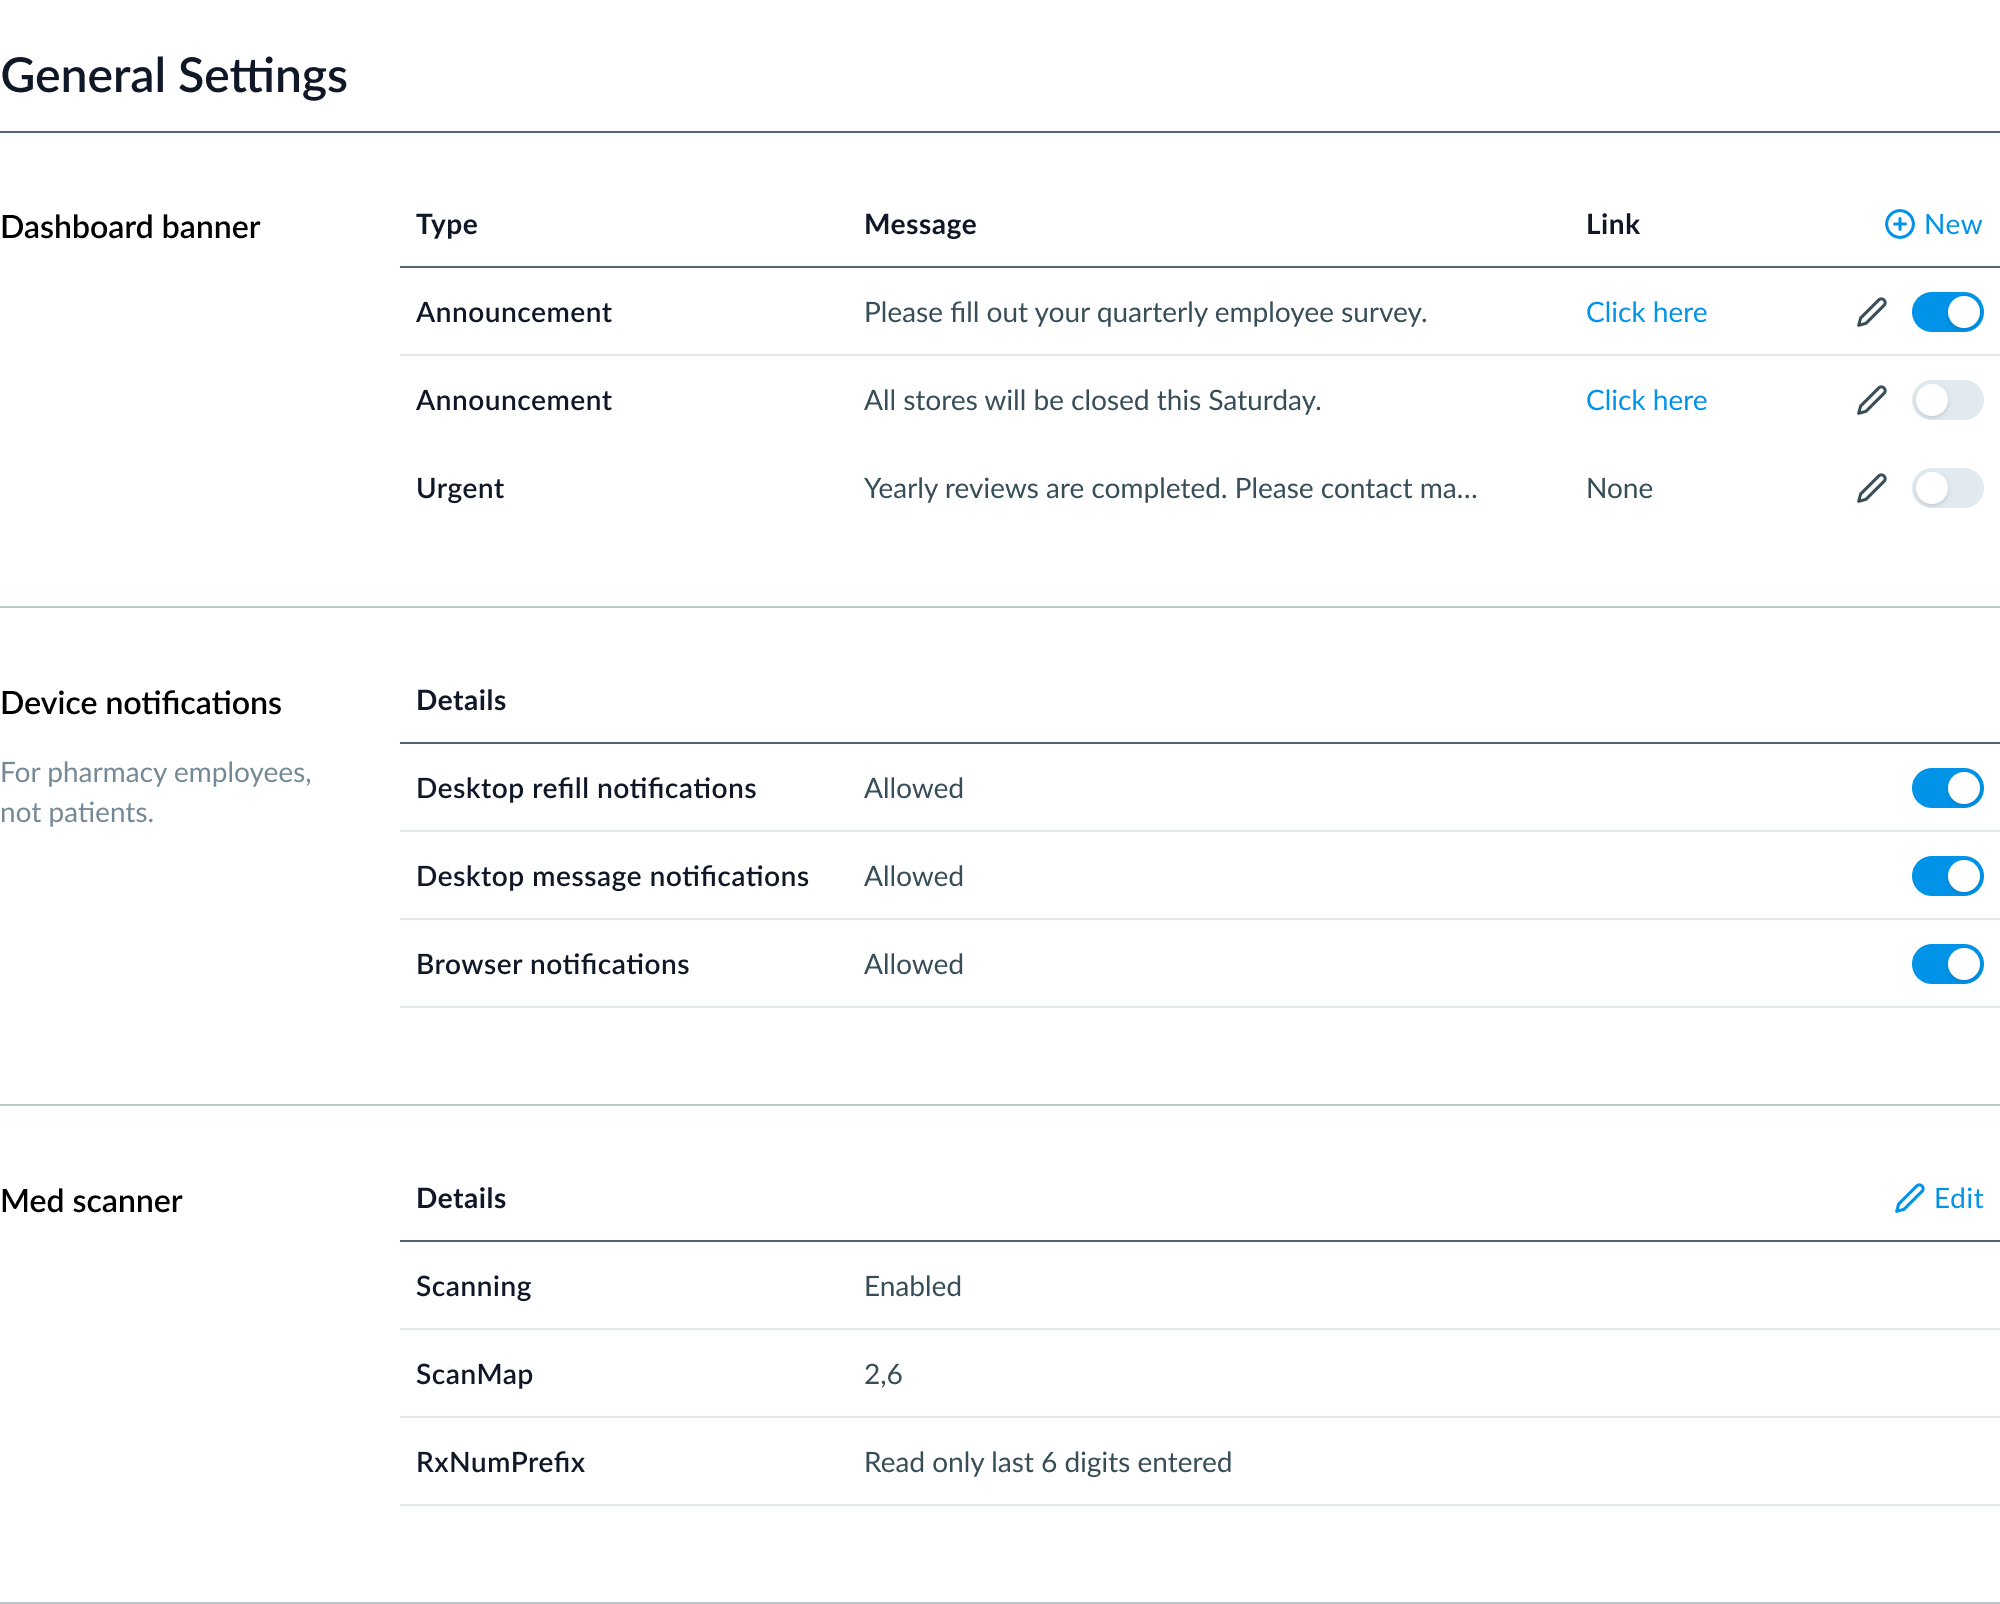 General Settings
Dashboard banner
Type Message Link New
Announcement Please fill out your quarterly employee survey. Click here
Announcement All stores will be closed this Saturday. Click here
Urgent Yearly reviews are completed. Please contact ma... None
Device notifications
For pharmacy employees,
not patients.
Details
Desktop refill notifications Allowed
Desktop message notifications Allowed
Browser notifications Allowed
Med scanner
Details Edit
Scanning Enabled
ScanMap 2,6
RxNumPrefix Read only last 6 digits entered